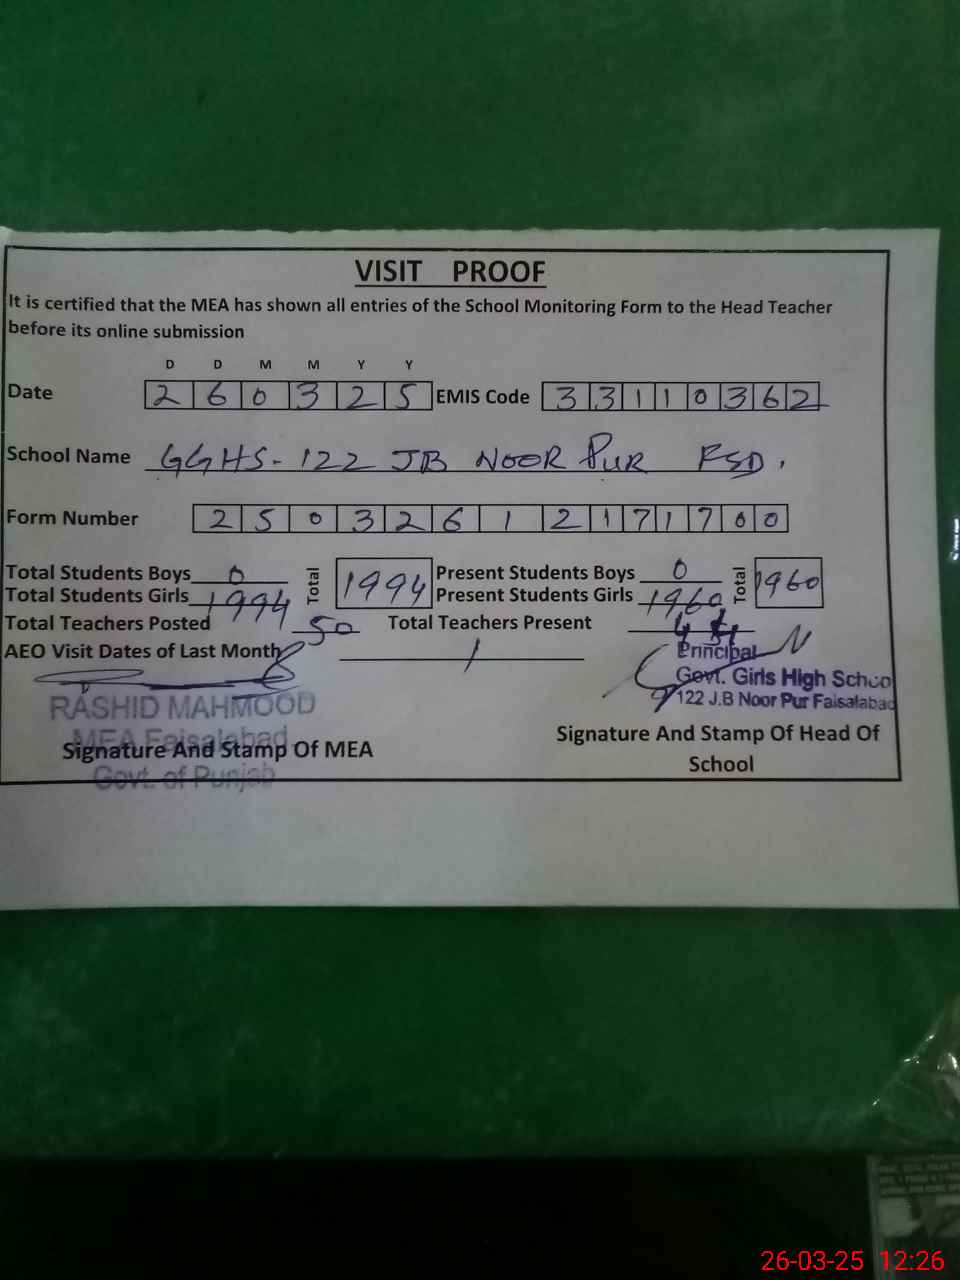 VISIT PROOF
It is certified that the MEA has shown all entries of the School Monitoring Form to the Head Teacher
before its online submission
D D M M Y Y
Date 2 6 0 3 2 5 EMIS Code 3 3 1 1 0 3 6 2
School Name GGHS-122 JB NOOR PUR FSD.
Form Number 2 5 0 3 2 6 1 2 1 7 1 7 0 0
Total Students Boys 0 Total 1994 Present Students Boys 0 Total 1960
Total Students Girls 1994 Present Students Girls 1960
Total Teachers Posted 50 Total Teachers Present
AEO Visit Dates of Last Month
Principal
Govt. Girls High School
122 J.B Noor Pur Faisalabad
RASHID MAHMOOD
MEA Faisalabad
Govt. of Punjab
Signature And Stamp Of MEA
Signature And Stamp Of Head Of
School
26-03-25 12:26